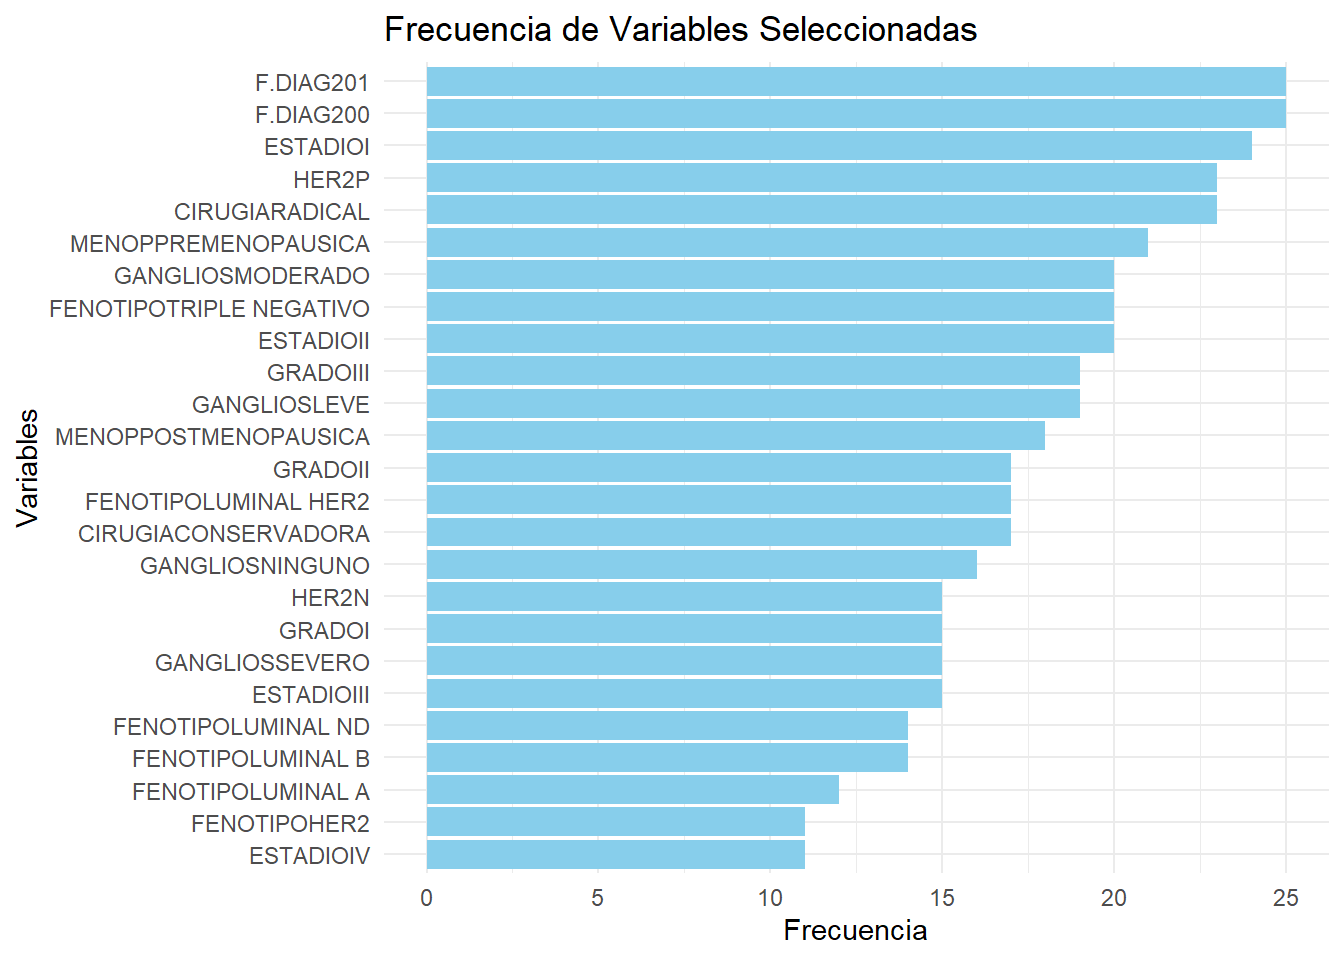 Frecuencia de Variables Seleccionadas
F.DIAG201
F.DIAG200
ESTADIOI
HER2P
CIRUGIARADICAL
MENOPPREMENOPAUSICA
GANGLIOSMODERADO
FENOTIPOTRIPLE NEGATIVO
ESTADIOII
GRADOIII
GANGLIOSLEVE
MENOPPOSTMENOPAUSICA
GRADOII
FENOTIPOLUMINAL HER2
CIRUGIACONSERVADORA
GANGLIOSNINGUNO
HER2N
GRADOI
GANGLIOSSEVERO
ESTADIOIII
FENOTIPOLUMINAL ND
FENOTIPOLUMINAL B
FENOTIPOLUMINAL A
FENOTIPOHER2
ESTADIOIV
Variables
0 5 10 15 20 25
Frecuencia